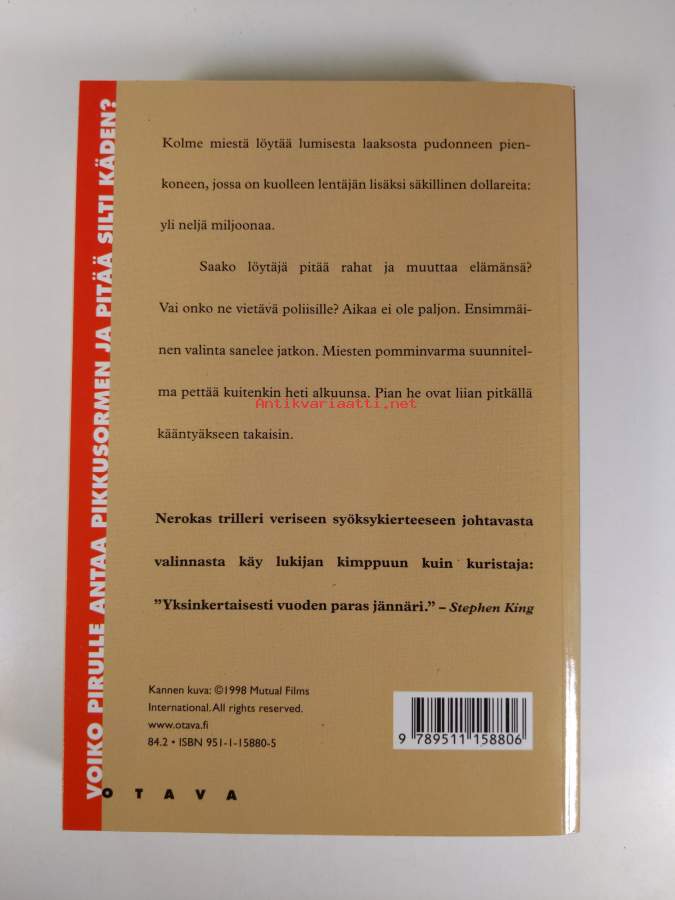 VOIKO PIRULLE ANTAA PIKKUSORMEN JA PITÄÄ SILTI KÄDEN?
Kolme miestä löytää lumisesta laaksosta pudonneen pien-
koneen, jossa on kuolleen lentäjän lisäksi säkillinen dollareita:
yli neljä miljoonaa.
Saako löytäjä pitää rahat ja muuttaa elämänsä?
Vai onko ne vietävä poliisille? Aikaa ei ole paljon. Ensimmäi-
nen valinta sanelee jatkon. Miesten pomminvarma suunnitel-
ma pettää kuitenkin heti alkuunsa. Pian he ovat liian pitkällä
Antikvariaatti.net
kääntyäkseen takaisin.
Nerokas trilleri veriseen syöksykierteeseen johtavasta
valinnasta käy lukijan kimppuun kuin kuristaja:
”Yksinkertaisesti vuoden paras jännäri.” – Stephen King
Kannen kuva: ©1998 Mutual Films
International. All rights reserved.
www.otava.fi
84.2 • ISBN 951-1-15880-5
9 789511 158806
OTAVA